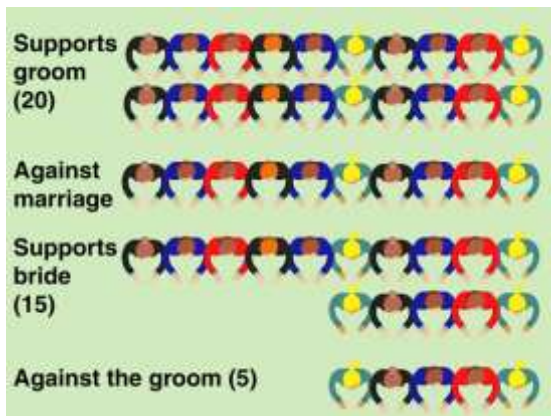 Supports
groom
(20)
Against
marriage
Supports
bride
(15)
Against the groom (5)